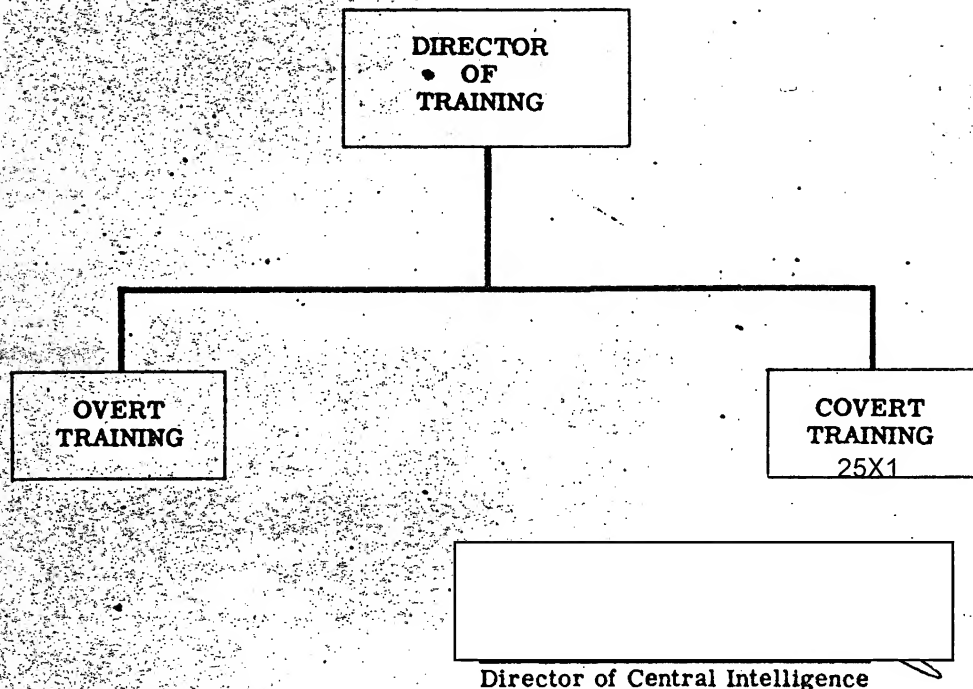 DIRECTOR
OF
TRAINING
OVERT
TRAINING
COVERT
TRAINING
25X1
Director of Central Intelligence